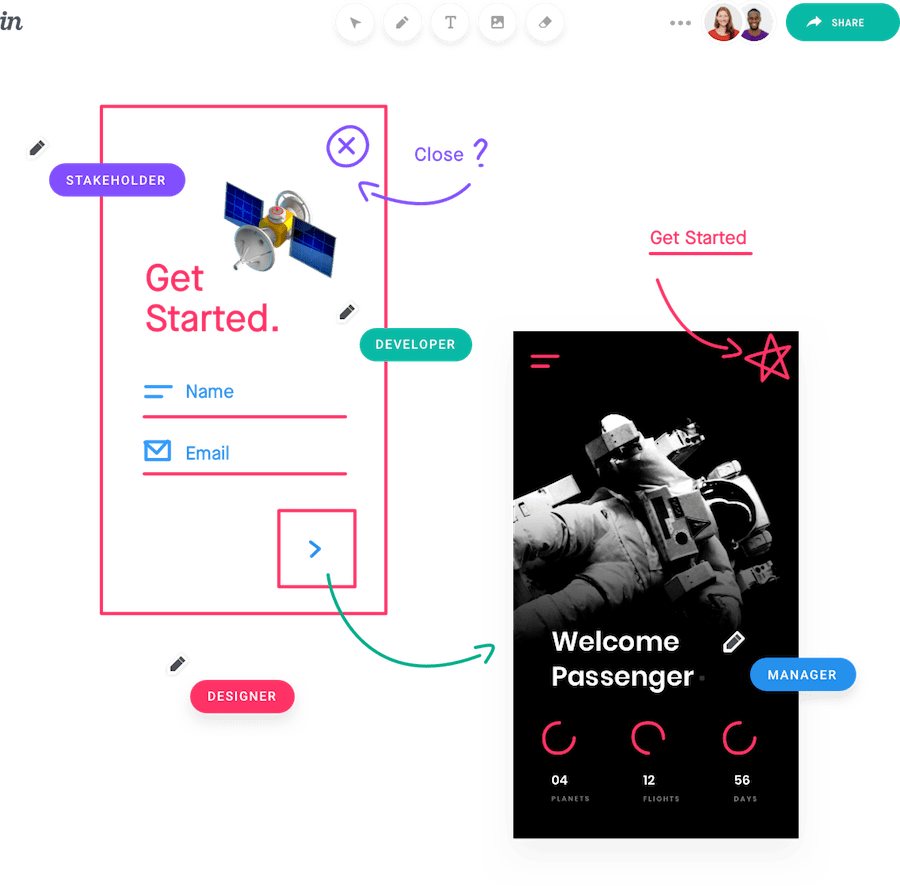 in
T
SHARE
STAKEHOLDER
Close ?
Get Started
Get
Started.
DEVELOPER
Name
Email
Welcome
Passenger
MANAGER
DESIGNER
04
12
56
PLANETS
FLIGHTS
DAYS